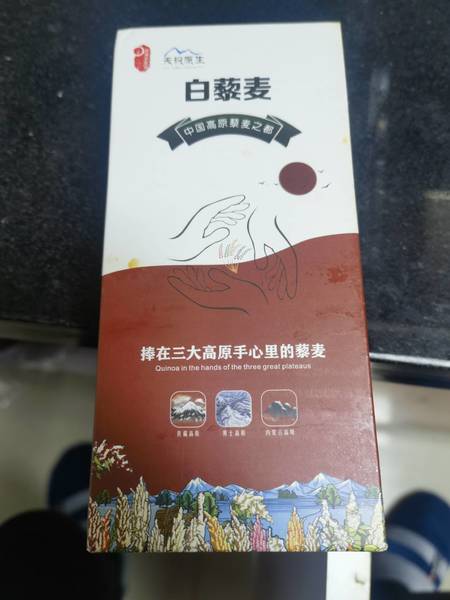 天祝原生
白藜麦
中国高原藜麦之都
捧在三大高原手心里的藜麦
Quinoa in the hands of the three great plateaus
青藏高原
黄土高原
内蒙古高原